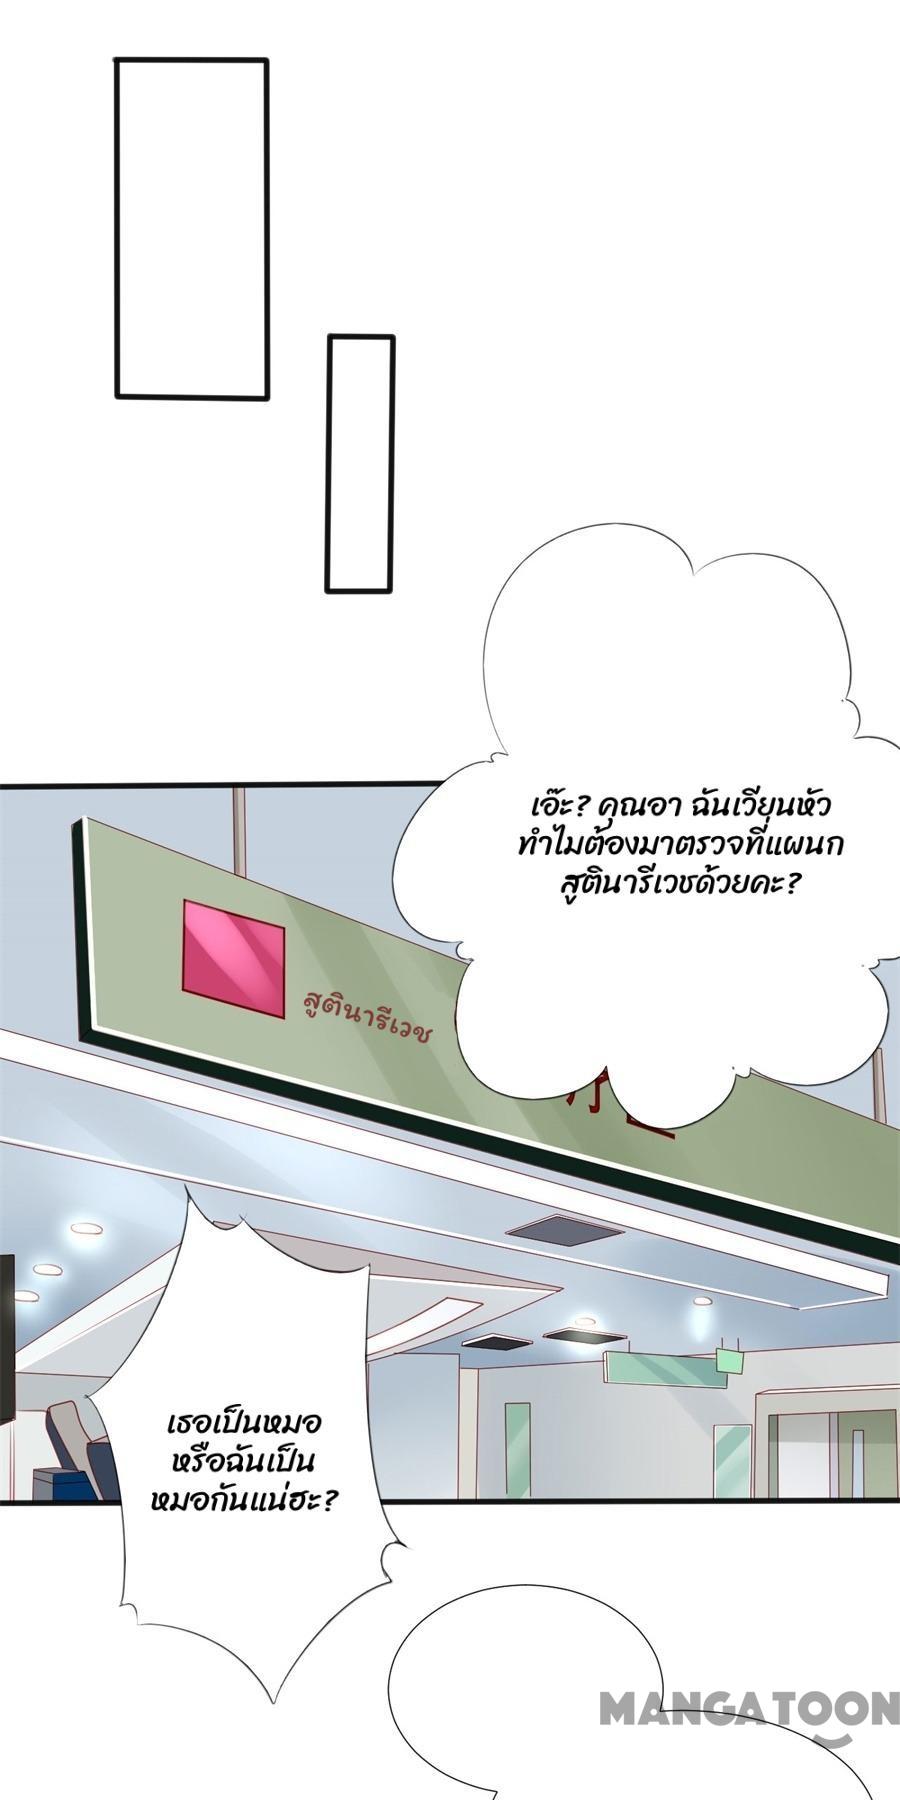 เอ๊ะ? คุณอา ฉันเวียนหัว
ทำไมต้องมาตรวจที่แผนก
สูตินารีเวชด้วยคะ?
สูตินารีเวช
เธอเป็นหมอ
หรือฉันเป็น
หมอกันแน่ฮะ?
MANGATOON